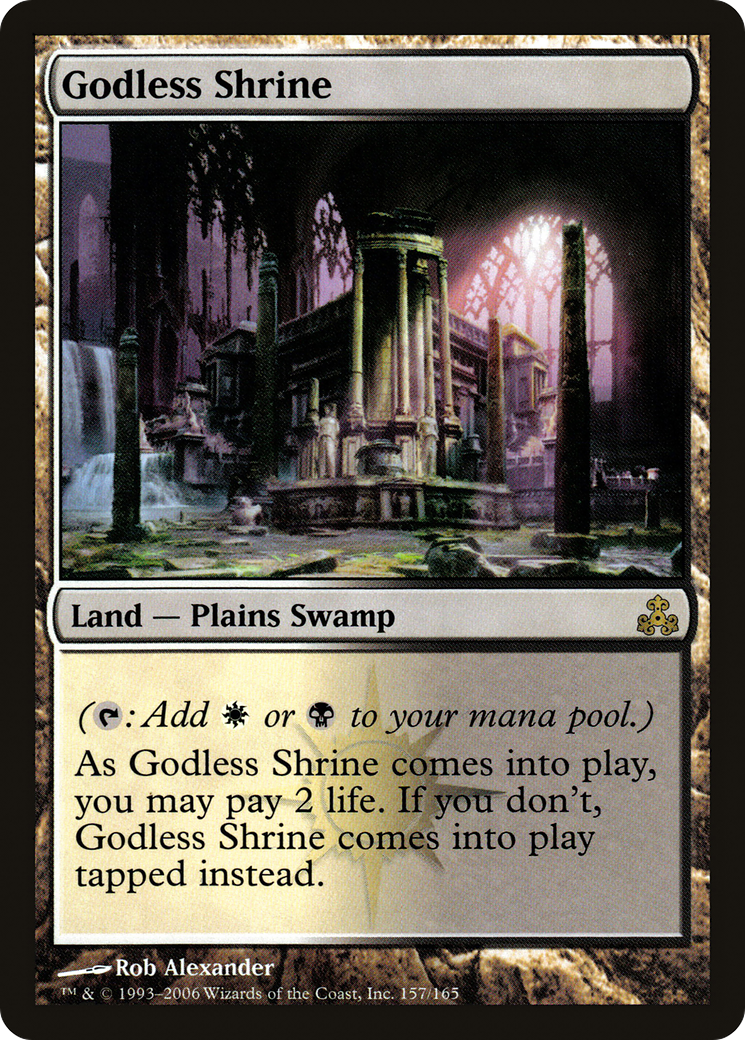 Godless Shrine
Land — Plains Swamp
(: Add  or  to your mana pool.)
As Godless Shrine comes into play,
you may pay 2 life. If you don't,
Godless Shrine comes into play
tapped instead.
Rob Alexander
™ & © 1993–2006 Wizards of the Coast, Inc. 157/165